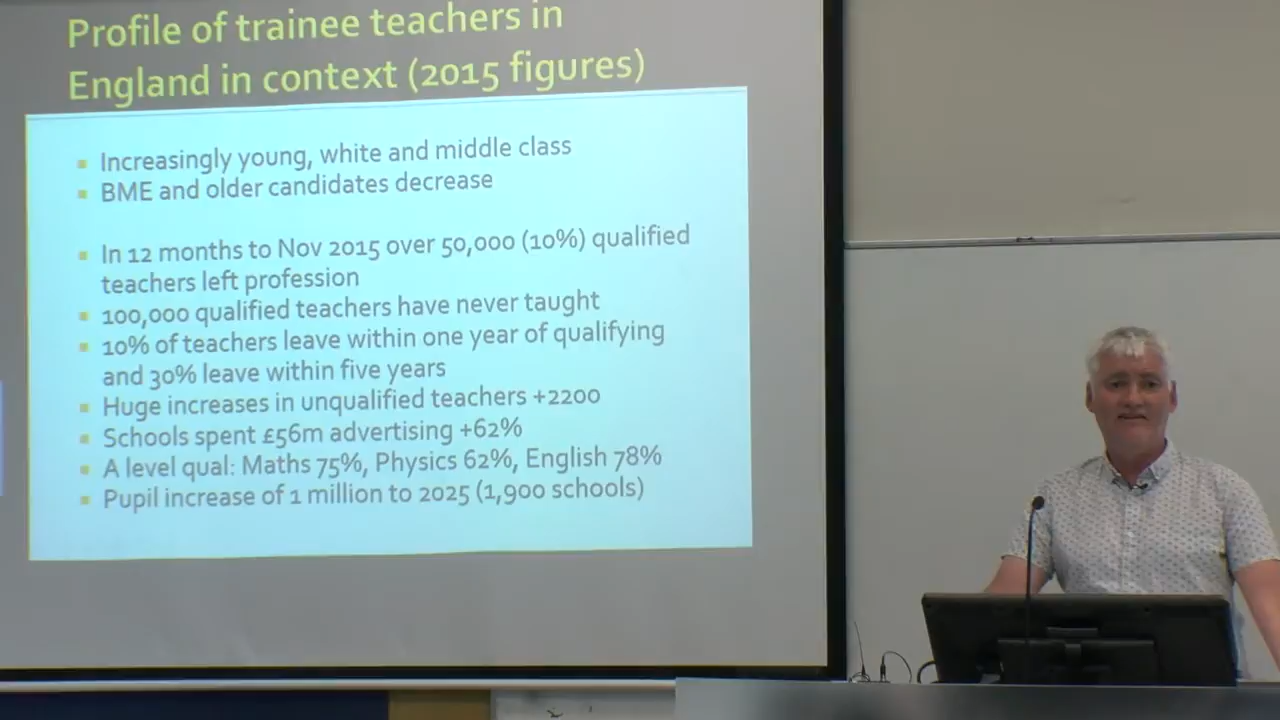 Profile of trainee teachers in
England in context (2015 figures)
Increasingly young, white and middle class
BME and older candidates decrease
In 12 months to Nov 2015 over 50,000 (10%) qualified
teachers left profession
100,000 qualified teachers have never taught
10% of teachers leave within one year of qualifying
and 30% leave within five years
Huge increases in unqualified teachers +2200
Schools spent £56m advertising +62%
A level qual: Maths 75%, Physics 62%, English 78%
Pupil increase of 1 million to 2025 (1,900 schools)